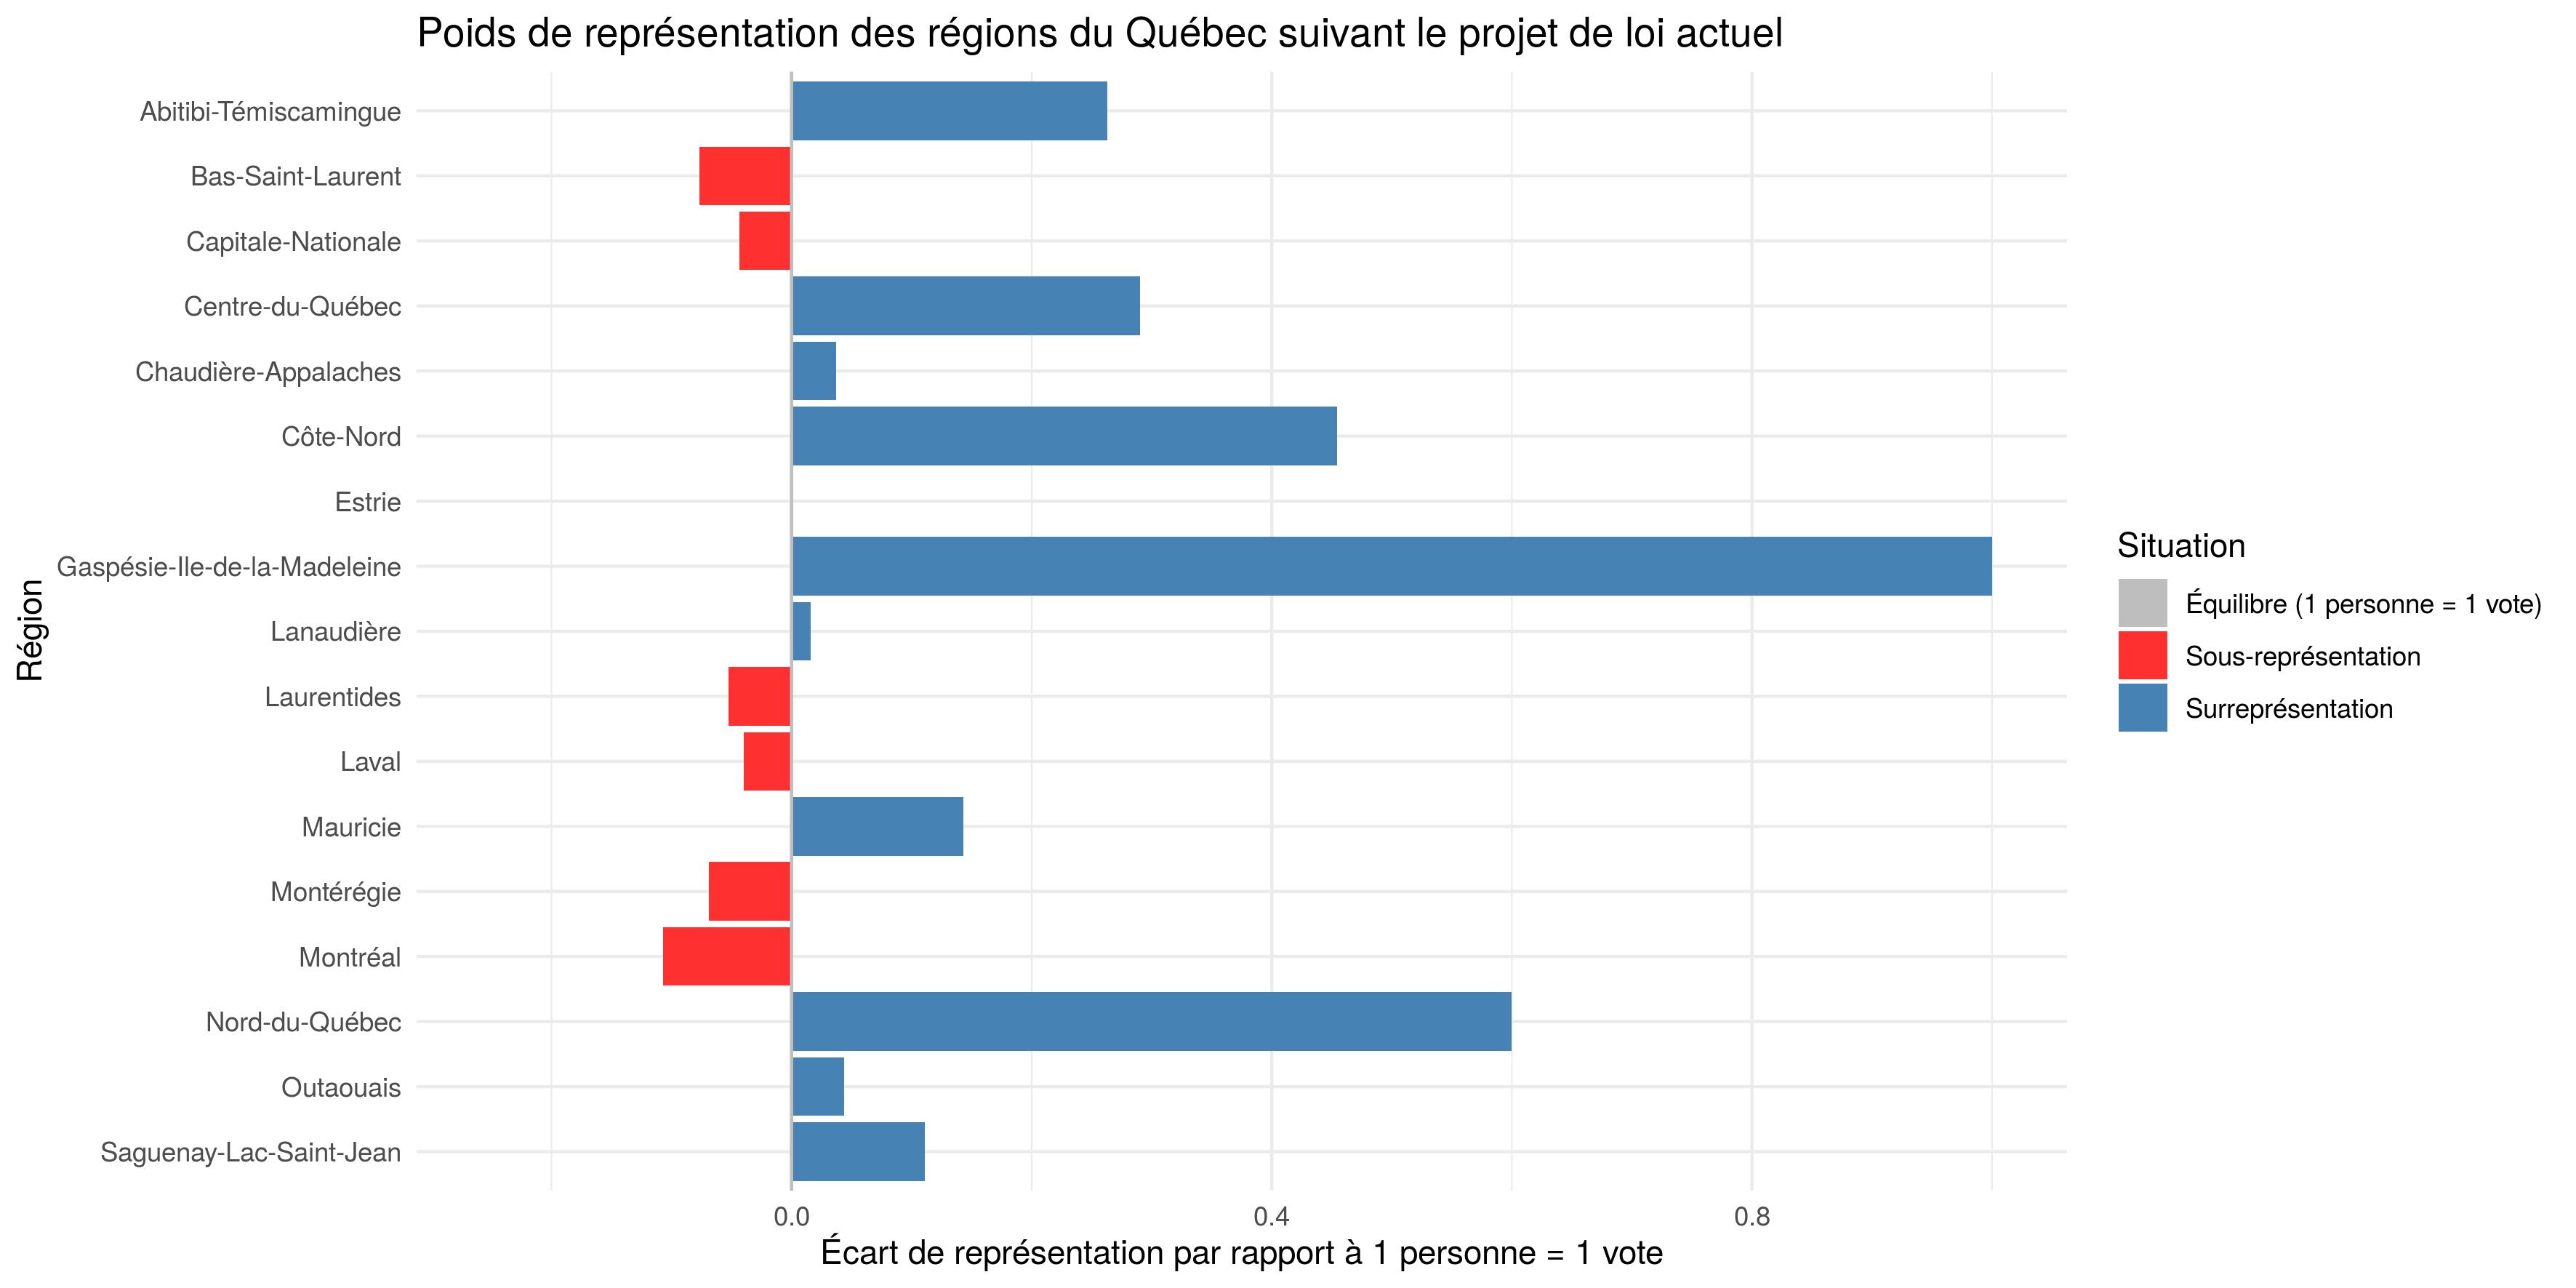 Poids de représentation des régions du Québec suivant le projet de loi actuel
Région
Abitibi-Témiscamingue
Bas-Saint-Laurent
Capitale-Nationale
Centre-du-Québec
Chaudière-Appalaches
Côte-Nord
Estrie
Gaspésie-Ile-de-la-Madeleine
Lanaudière
Laurentides
Laval
Mauricie
Montérégie
Montréal
Nord-du-Québec
Outaouais
Saguenay-Lac-Saint-Jean
0.0 0.4 0.8
Écart de représentation par rapport à 1 personne = 1 vote
Situation
Équilibre (1 personne = 1 vote)
Sous-représentation
Surreprésentation